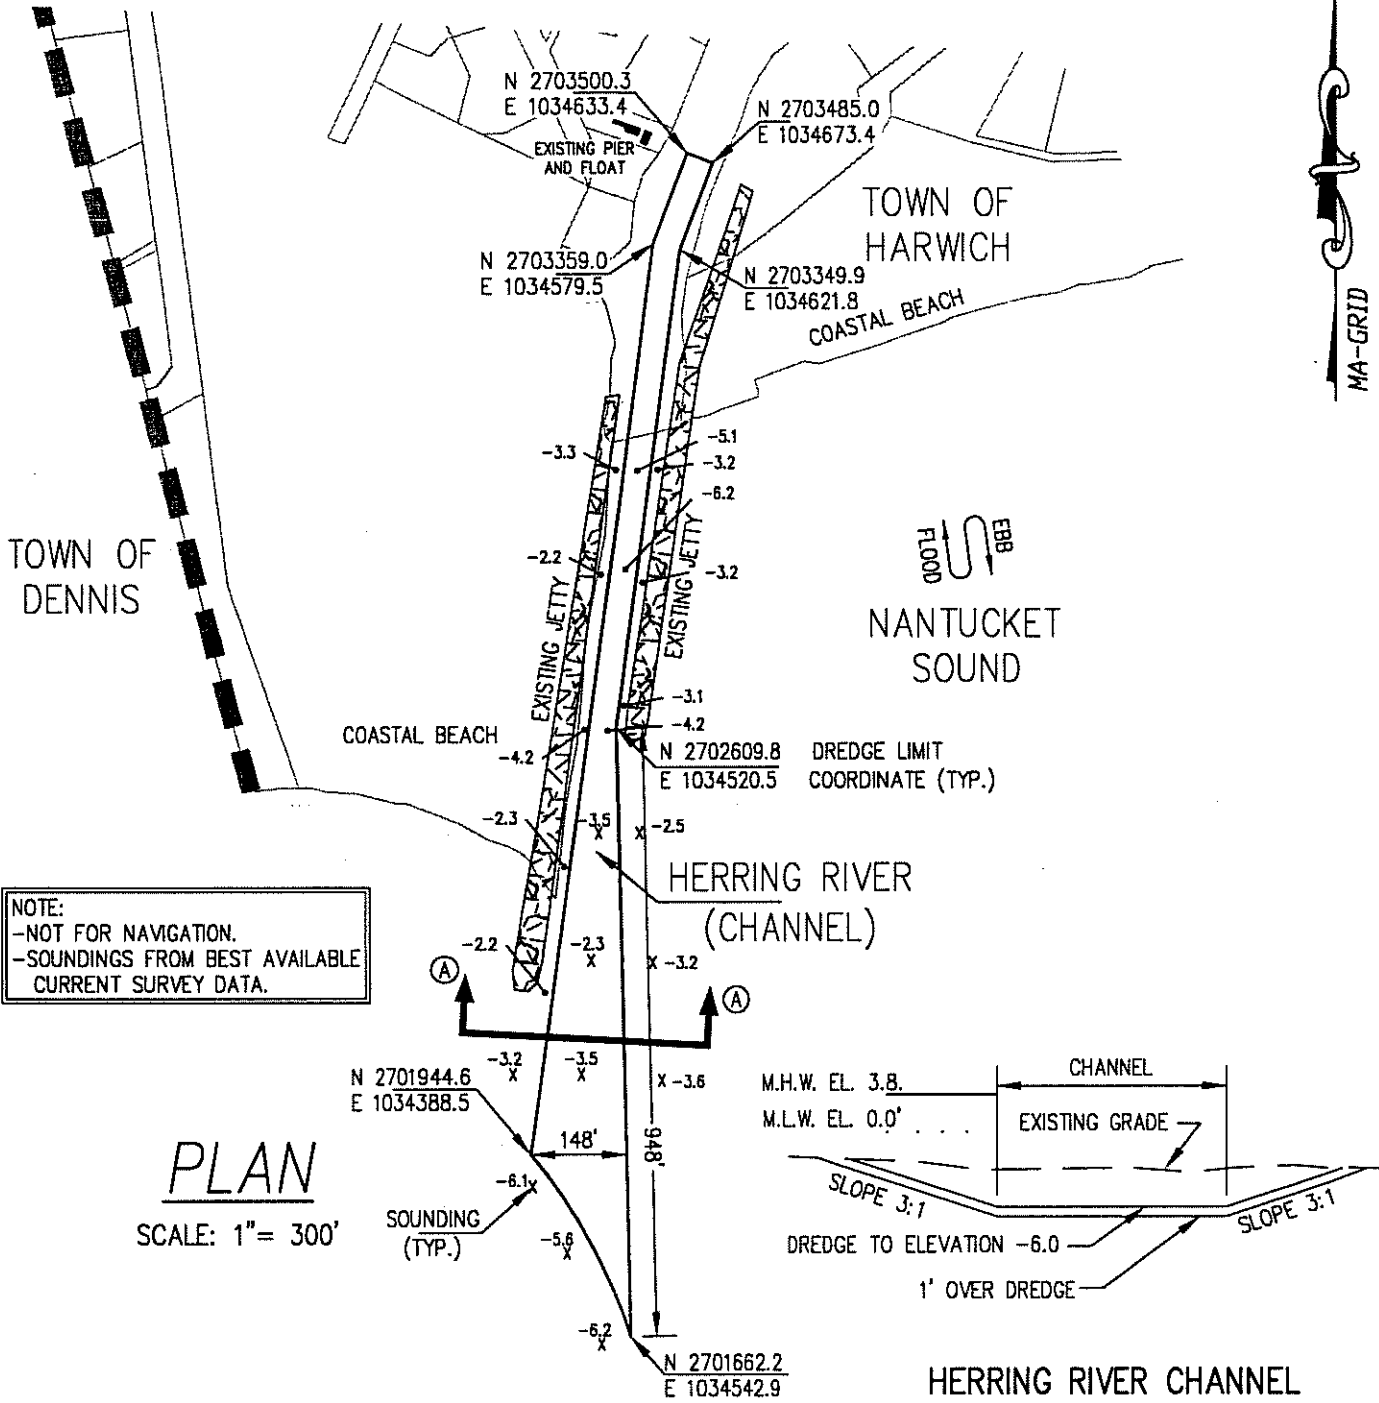 N 2703500.3
E 1034633.4
N 2703485.0
E 1034673.4
EXISTING PIER
AND FLOAT
TOWN OF
HARWICH
N 2703359.0
E 1034579.5
N 2703349.9
E 1034621.8
COASTAL BEACH
MA-GRID
-5.1
-3.3
-3.2
-6.2
TOWN OF
DENNIS
-2.2
-3.2
EXISTING JETTY
EXISTING JETTY
FLOOD
EBB
NANTUCKET
SOUND
-3.1
-4.2
COASTAL BEACH
-4.2
N 2702609.8 DREDGE LIMIT
E 1034520.5 COORDINATE (TYP.)
-2.3
-3.5
X
X -2.5
HERRING RIVER
(CHANNEL)
NOTE:
-NOT FOR NAVIGATION.
-SOUNDINGS FROM BEST AVAILABLE
CURRENT SURVEY DATA.
-2.2
-2.3
X
X -3.2
A
A
-3.2
X
-3.5
X
X -3.6
N 2701944.6
E 1034388.5
148'
948'
-6.1
X
SOUNDING
(TYP.)
-5.6
X
-6.2
X
N 2701662.2
E 1034542.9
PLAN
SCALE: 1"= 300'
CHANNEL
M.H.W. EL. 3.8.
M.L.W. EL. 0.0'
EXISTING GRADE
SLOPE 3:1
SLOPE 3:1
DREDGE TO ELEVATION -6.0
1' OVER DREDGE
HERRING RIVER CHANNEL